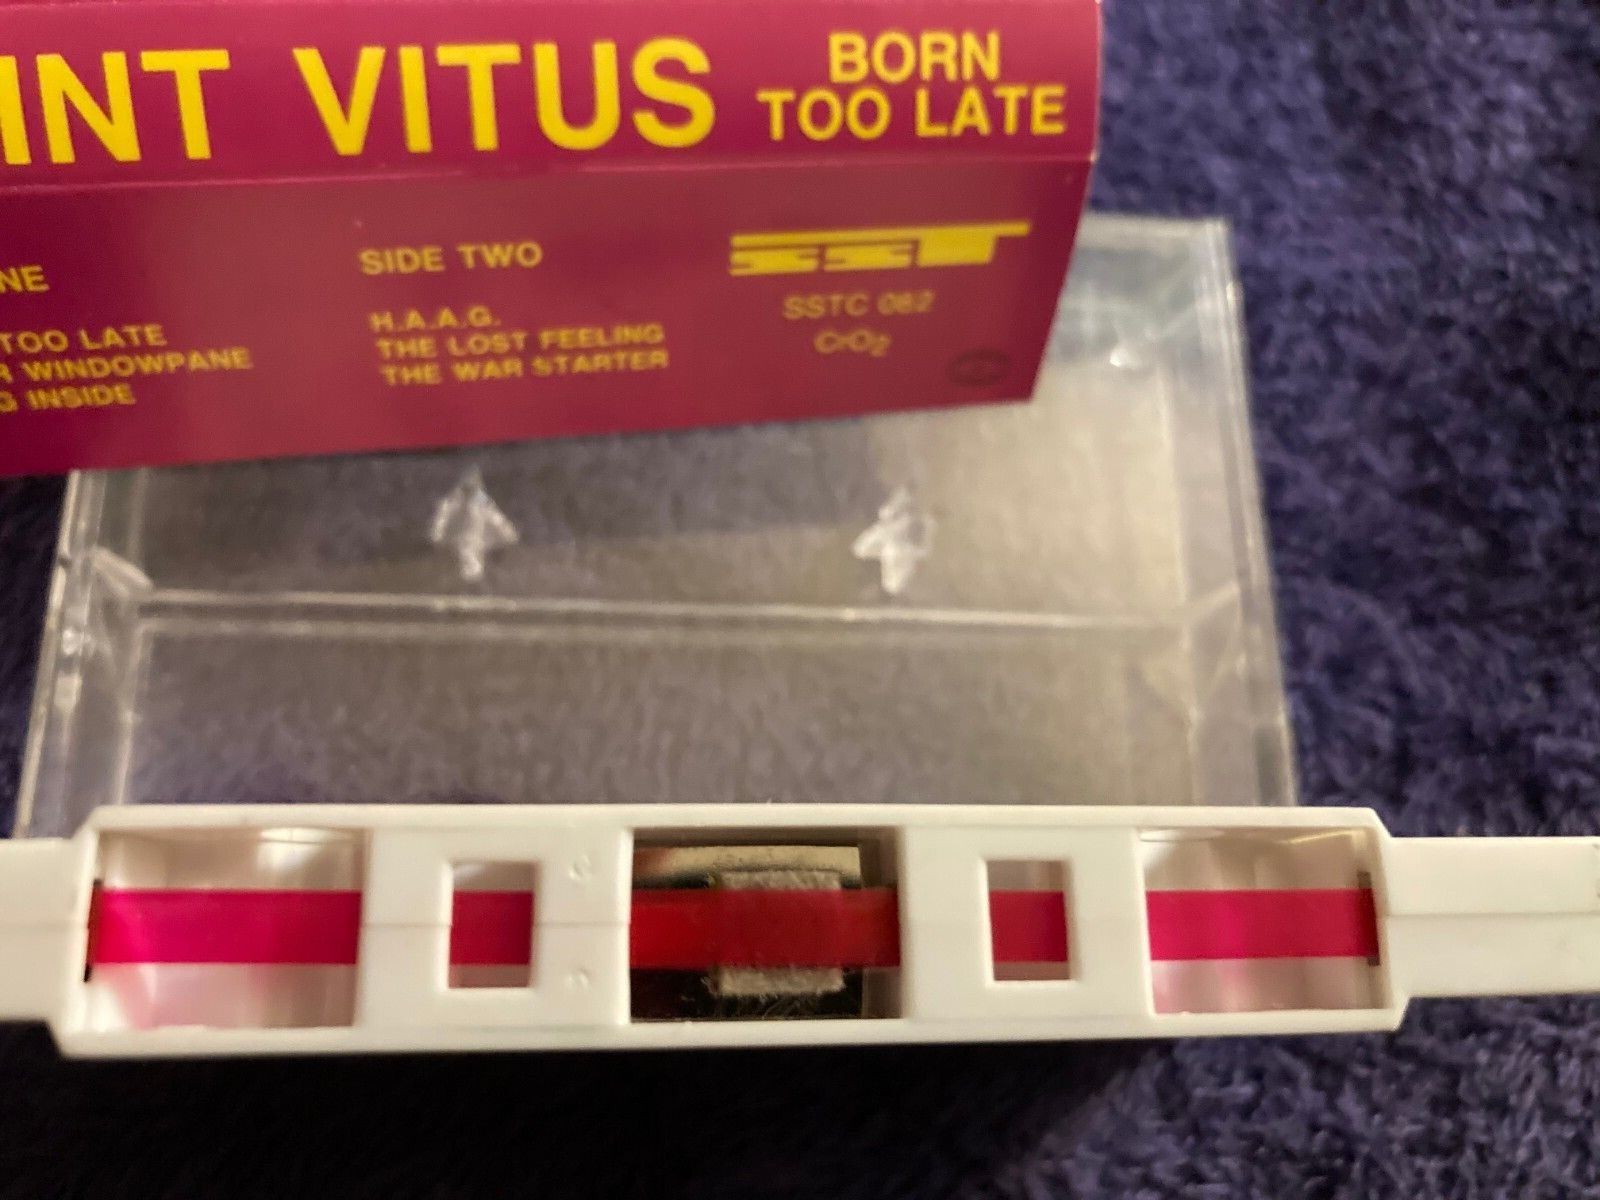 INT VITUS
BORN
TOO LATE
NE
TOO LATE
R WINDOWPANE
G INSIDE
SIDE TWO
H.A.A.G.
THE LOST FEELING
THE WAR STARTER
SST
SSTC 082
CrO2